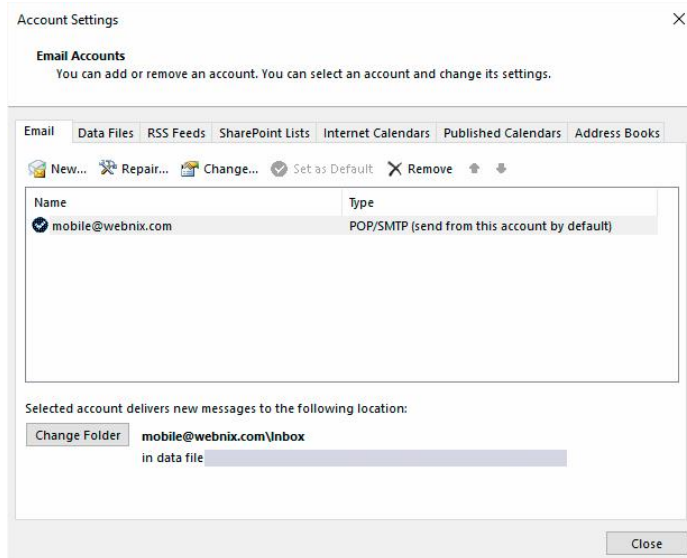 Account Settings
Email Accounts
You can add or remove an account. You can select an account and change its settings.
Email Data Files RSS Feeds SharePoint Lists Internet Calendars Published Calendars Address Books
New... Repair... Change... Set as Default Remove
Name Type
mobile@webnix.com POP/SMTP (send from this account by default)
Selected account delivers new messages to the following location:
Change Folder mobile@webnix.com\Inbox
in data file
Close